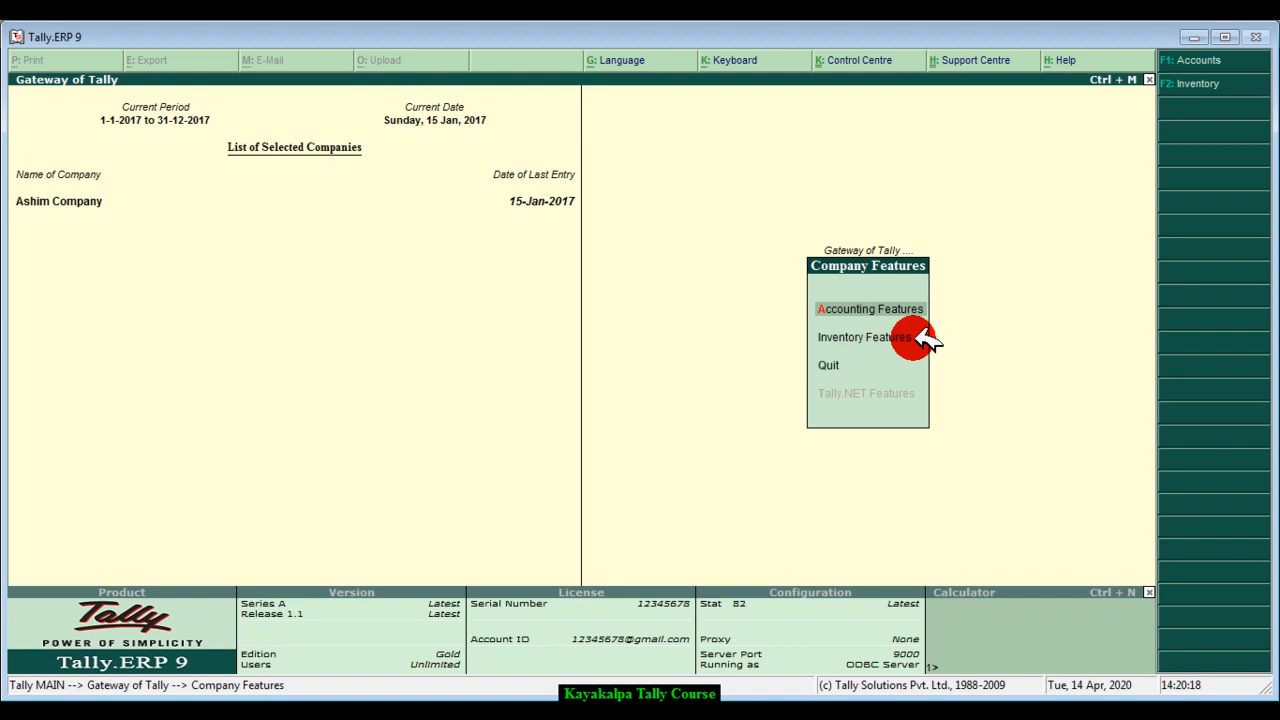 Tally.ERP 9
P: Print E: Export M: E-Mail O: Upload G: Language K: Keyboard K: Control Centre H: Support Centre H: Help
F1: Accounts
F2: Inventory
Gateway of Tally Ctrl + M
Current Period Current Date
1-1-2017 to 31-12-2017 Sunday, 15 Jan, 2017
List of Selected Companies
Name of Company Date of Last Entry
Ashim Company 15-Jan-2017
Gateway of Tally ....
Company Features
Accounting Features
Inventory Features
Quit
Tally.NET Features
Product Version License Configuration Calculator Ctrl + N
Tally
POWER OF SIMPLICITY
Tally.ERP 9
Series A Latest
Release 1.1 Latest
Edition Gold
Users Unlimited
Serial Number 12345678
Account ID 12345678@gmail.com
Stat 82 Latest
Proxy None
Server Port 9000
Running as ODBC Server
1>
Tally MAIN --> Gateway of Tally --> Company Features (c) Tally Solutions Pvt. Ltd., 1988-2009 Tue, 14 Apr, 2020 14:20:18
Kayakalpa Tally Course